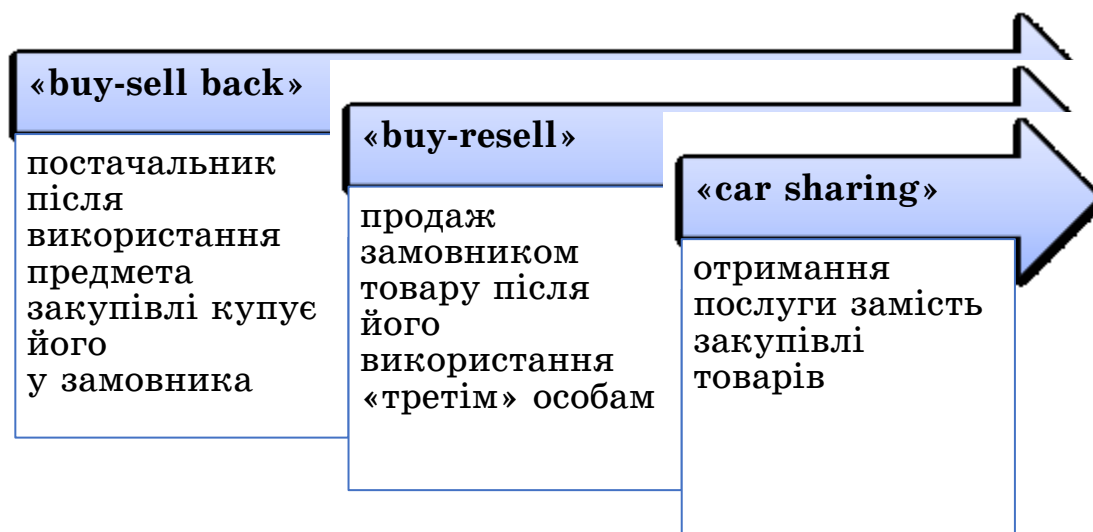 «buy-sell back»
постачальник
після
використання
предмета
закупівлі купує
його
у замовника
«buy-resell»
продаж
замовником
товару після
його
використання
«третім» особам
«car sharing»
отримання
послуги замість
закупівлі
товарів